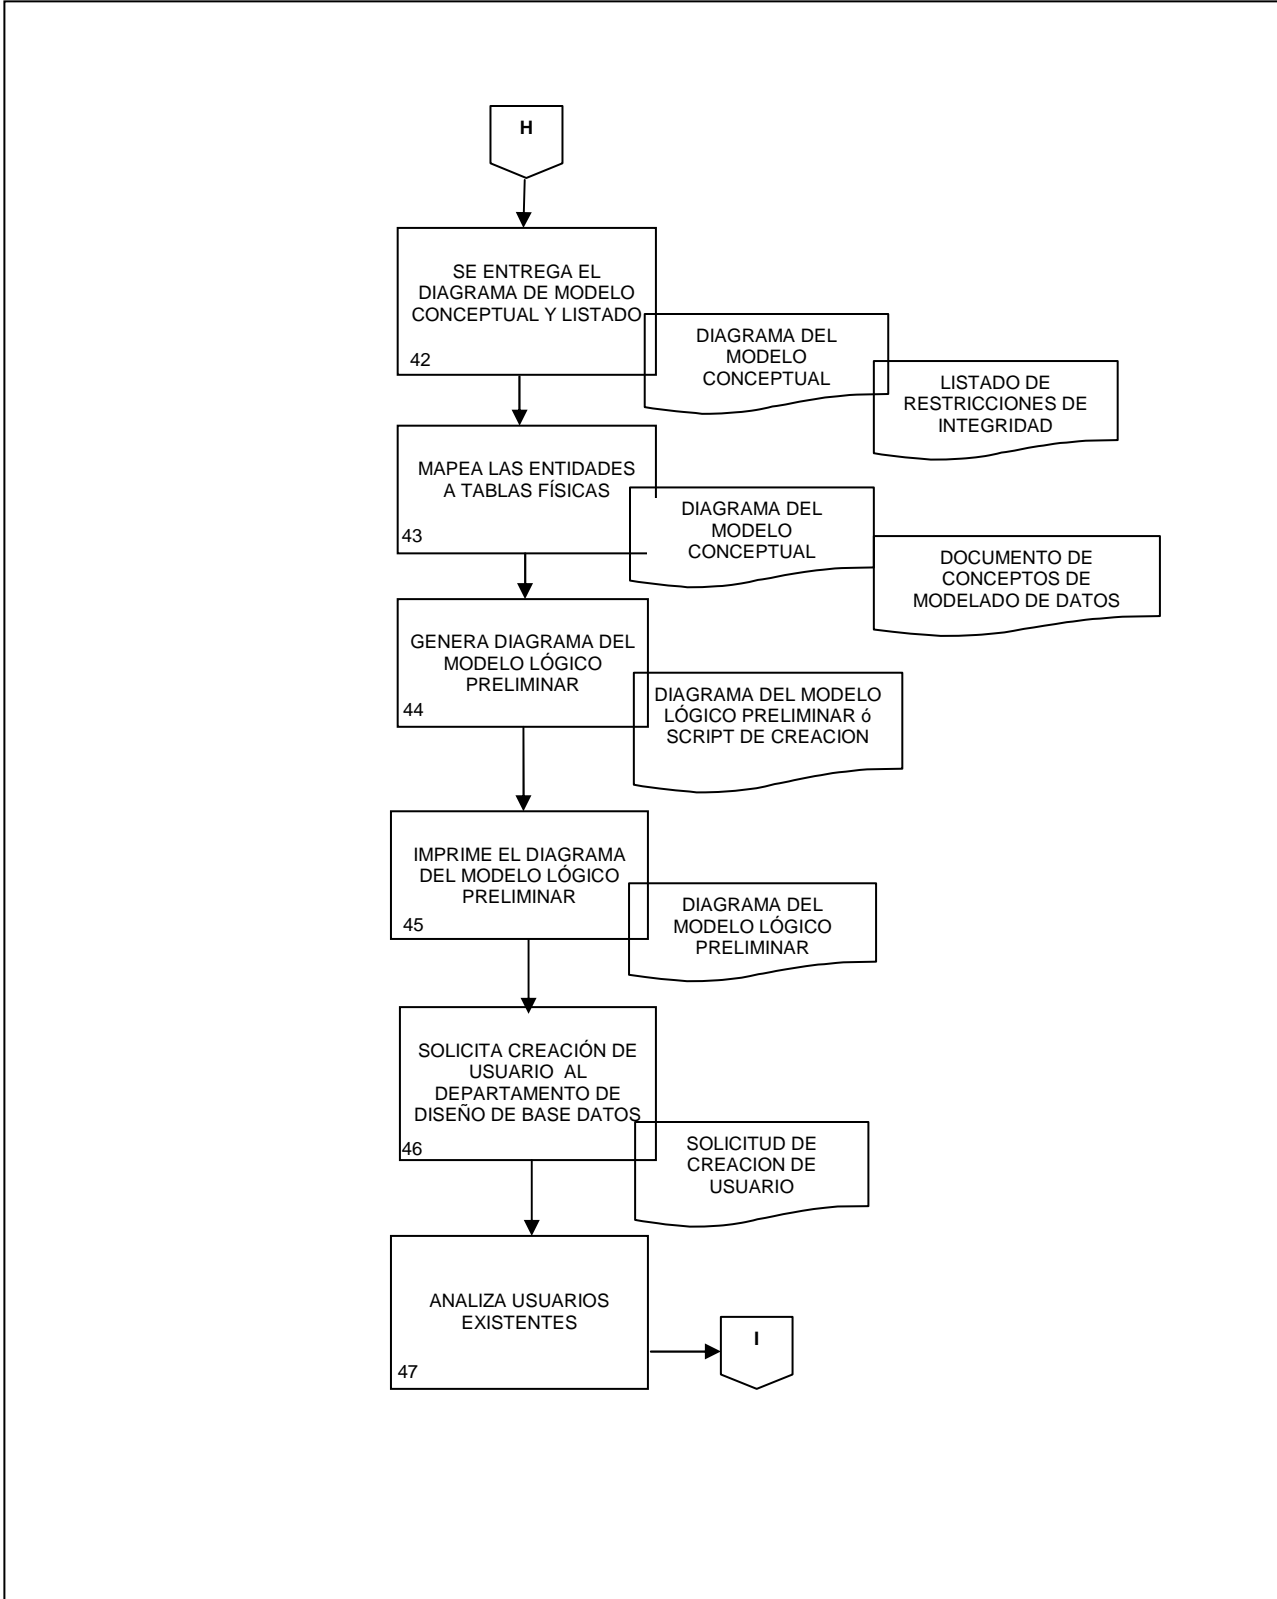 H
SE ENTREGA EL
DIAGRAMA DE MODELO
CONCEPTUAL Y LISTADO
42
DIAGRAMA DEL
MODELO
CONCEPTUAL
LISTADO DE
RESTRICCIONES DE
INTEGRIDAD
MAPEA LAS ENTIDADES
A TABLAS FÍSICAS
43
DIAGRAMA DEL
MODELO
CONCEPTUAL
DOCUMENTO DE
CONCEPTOS DE
MODELADO DE DATOS
GENERA DIAGRAMA DEL
MODELO LÓGICO
PRELIMINAR
44
DIAGRAMA DEL MODELO
LÓGICO PRELIMINAR ó
SCRIPT DE CREACION
IMPRIME EL DIAGRAMA
DEL MODELO LÓGICO
PRELIMINAR
45
DIAGRAMA DEL
MODELO LÓGICO
PRELIMINAR
SOLICITA CREACIÓN DE
USUARIO AL
DEPARTAMENTO DE
DISEÑO DE BASE DATOS
46
SOLICITUD DE
CREACION DE
USUARIO
ANALIZA USUARIOS
EXISTENTES
47
I